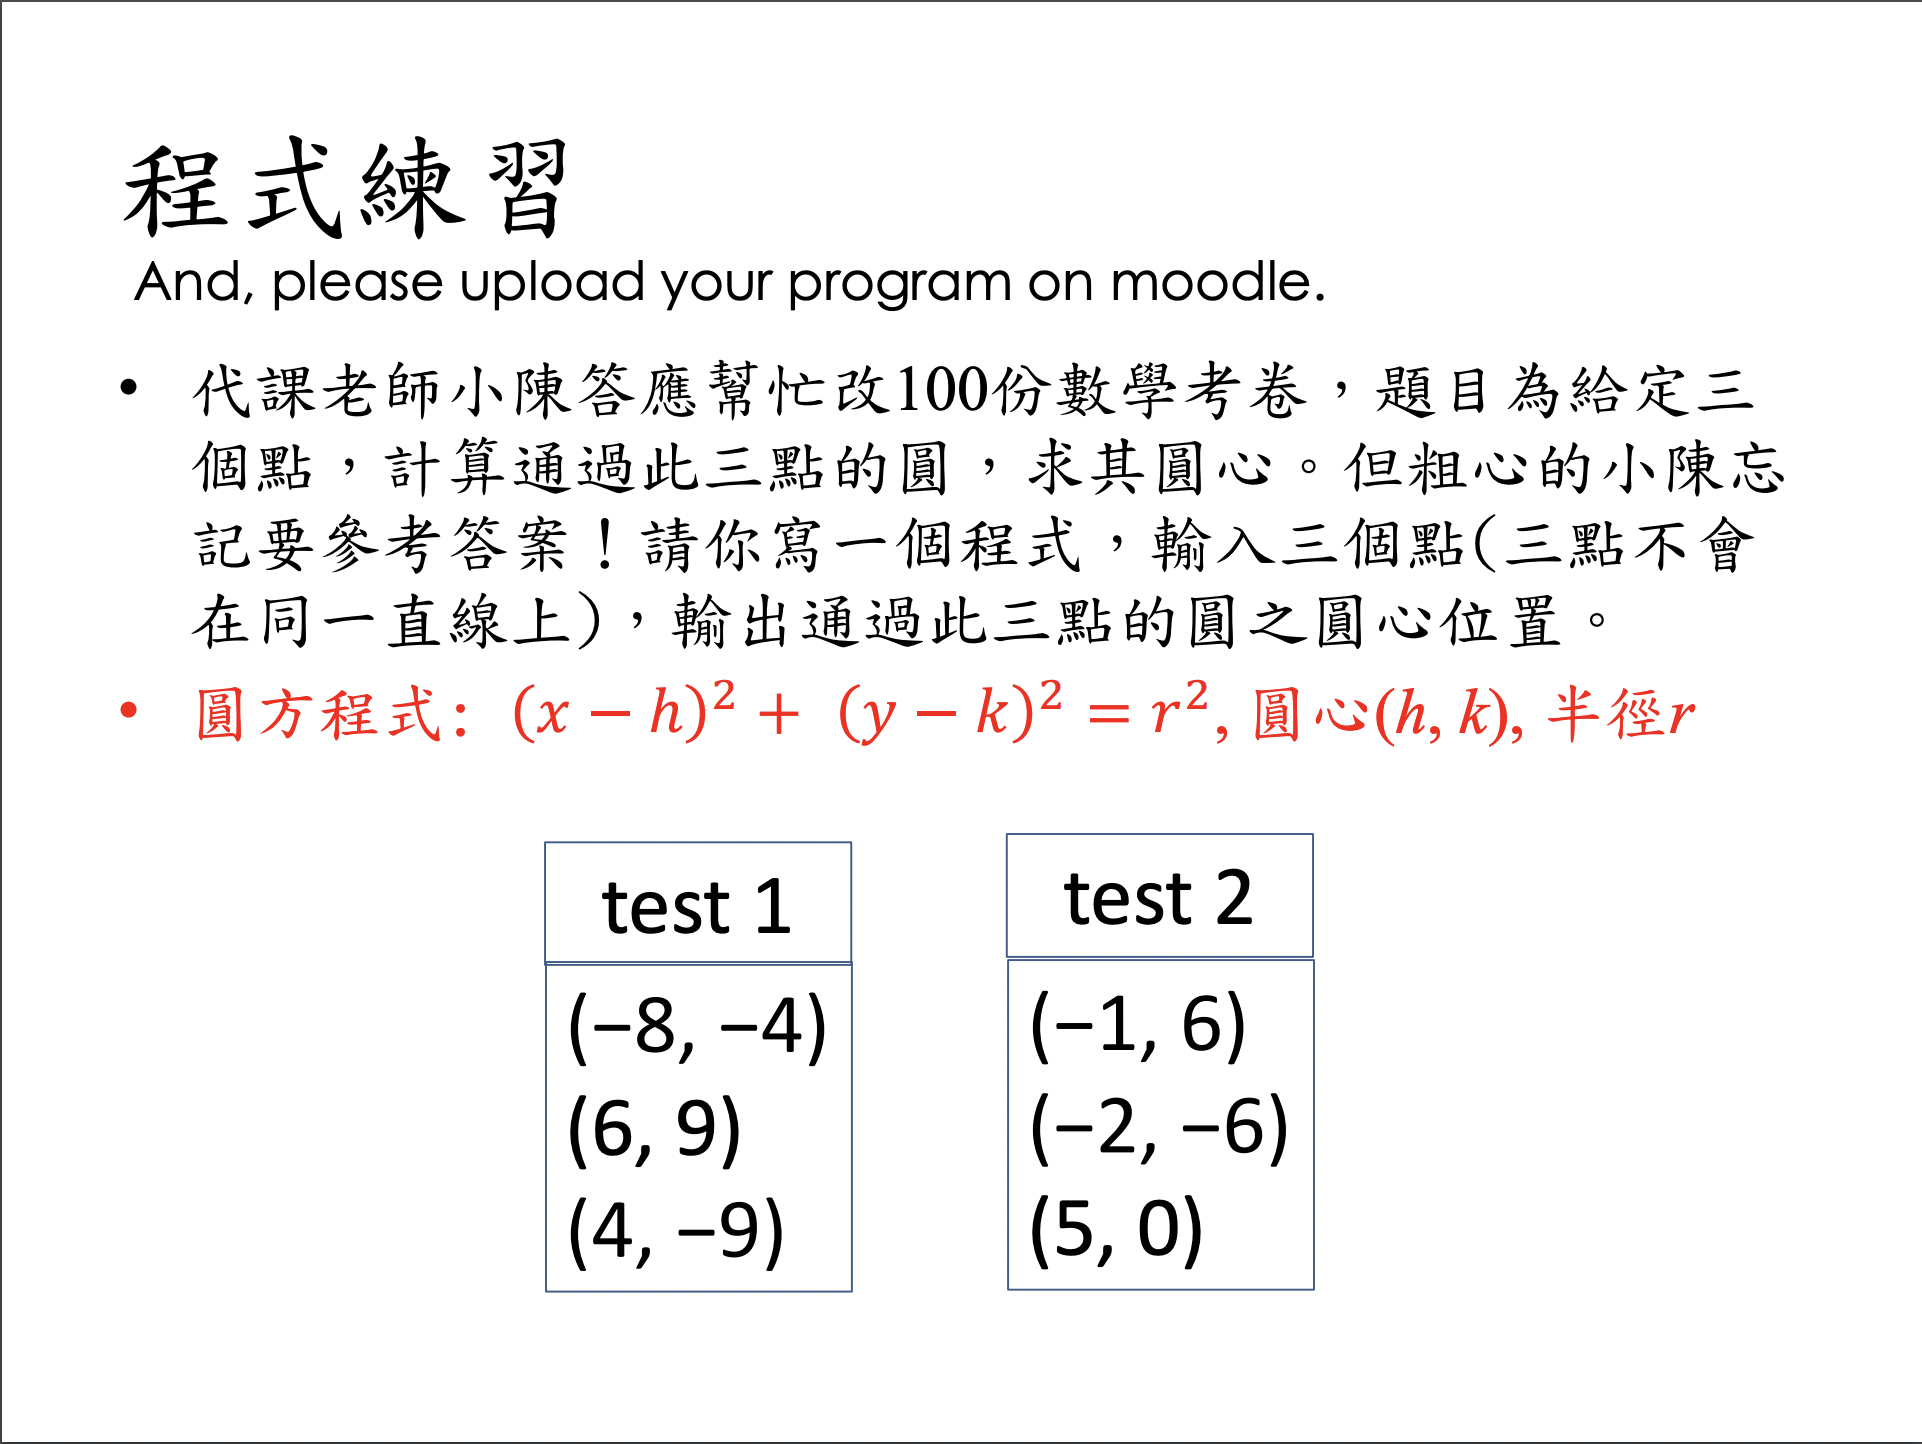 程式練習
And, please upload your program on moodle.
• 代課老師小陳答應幫忙改100份數學考卷，題目為給定三
個點，計算通過此三點的圓，求其圓心。但粗心的小陳忘
記要參考答案！請你寫一個程式，輸入三個點(三點不會
在同一直線上)，輸出通過此三點的圓之圓心位置。
• 圓方程式: (x − h)² + (y − k)² = r², 圓心(h, k), 半徑r
test 1
(−8, −4)
(6, 9)
(4, −9)
test 2
(−1, 6)
(−2, −6)
(5, 0)